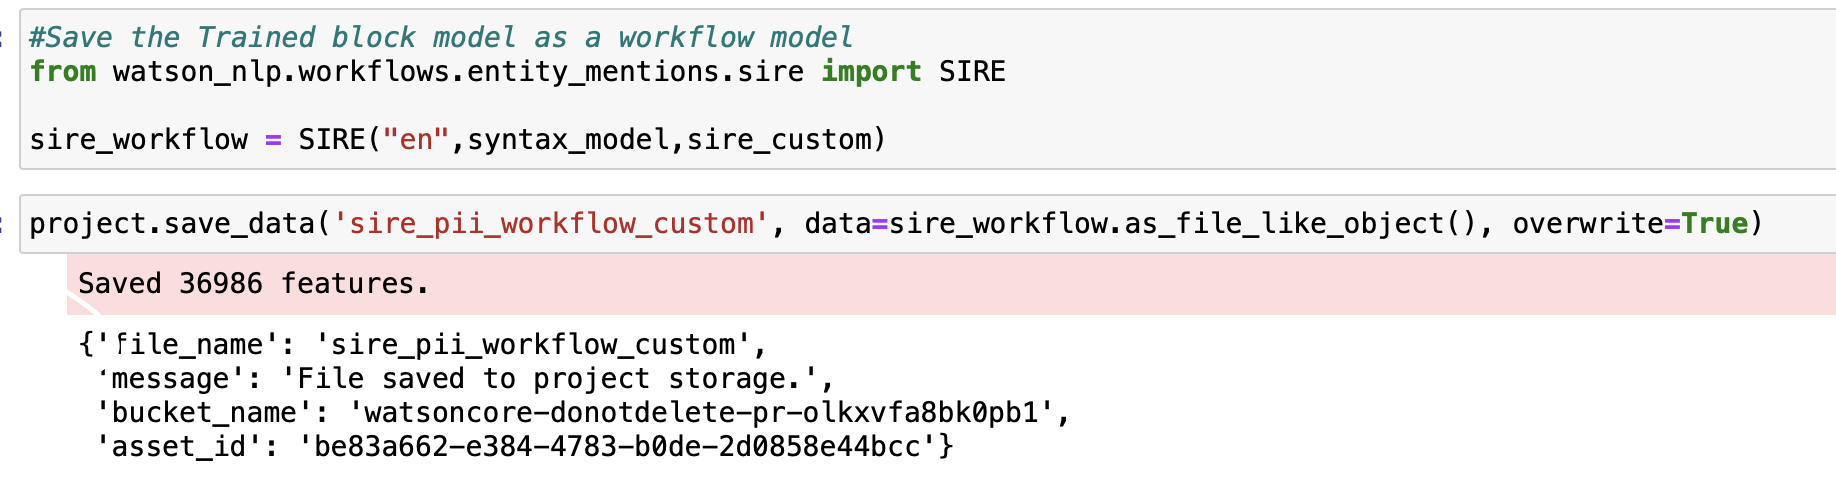 #Save the Trained block model as a workflow model
from watson_nlp.workflows.entity_mentions.sire import SIRE
sire_workflow = SIRE("en",syntax_model,sire_custom)
project.save_data('sire_pii_workflow_custom', data=sire_workflow.as_file_like_object(), overwrite=True)
Saved 36986 features.
{'file_name': 'sire_pii_workflow_custom',
'message': 'File saved to project storage.',
'bucket_name': 'watsoncore-donotdelete-pr-olkxvfa8bk0pb1',
'asset_id': 'be83a662-e384-4783-b0de-2d0858e44bcc'}